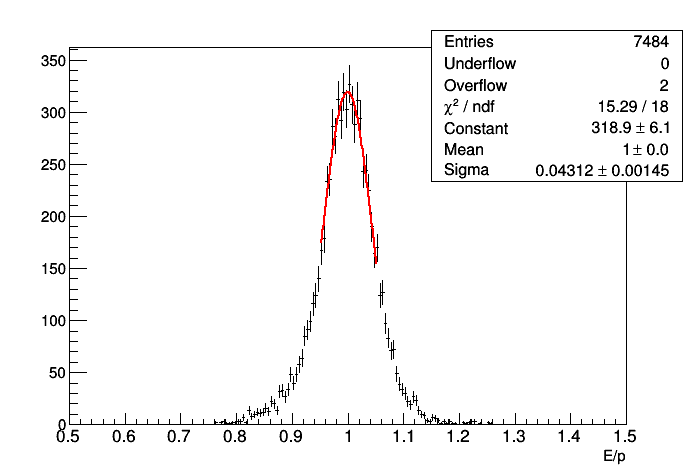 Entries 7484
Underflow 0
Overflow 2
χ² / ndf 15.29 / 18
Constant 318.9 ± 6.1
Mean 1 ± 0.0
Sigma 0.04312 ± 0.00145
350
300
250
200
150
100
50
0
0.5 0.6 0.7 0.8 0.9 1 1.1 1.2 1.3 1.4 1.5
E/p